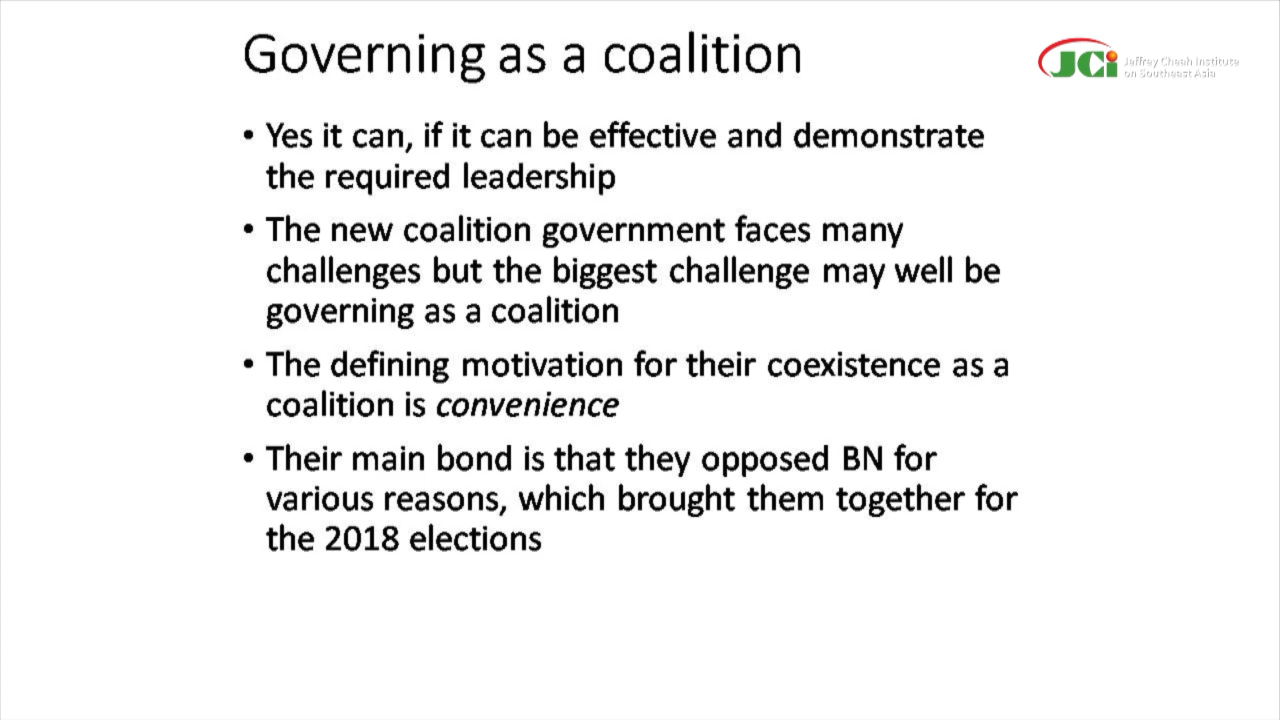 Governing as a coalition
JCi
Jeffrey Cheah Institute
on Southeast Asia
• Yes it can, if it can be effective and demonstrate
the required leadership
• The new coalition government faces many
challenges but the biggest challenge may well be
governing as a coalition
• The defining motivation for their coexistence as a
coalition is convenience
• Their main bond is that they opposed BN for
various reasons, which brought them together for
the 2018 elections